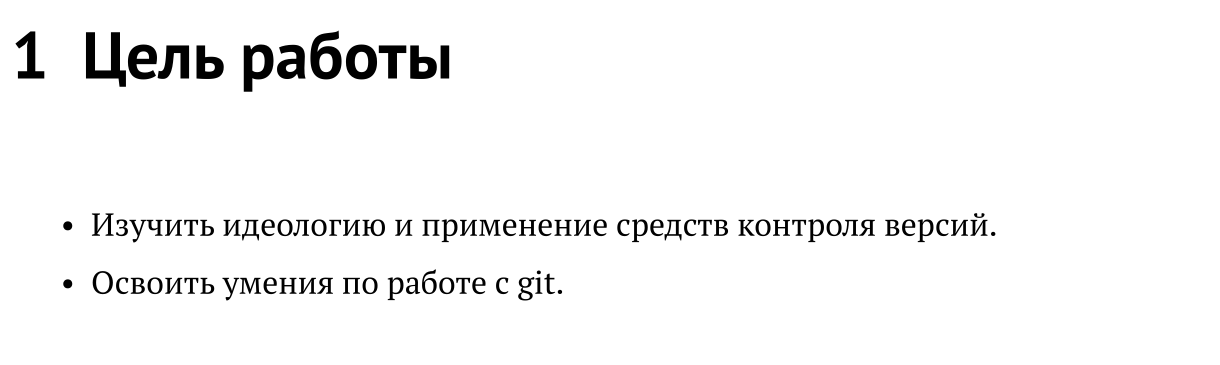 1 Цель работы
• Изучить идеологию и применение средств контроля версий.
• Освоить умения по работе с git.